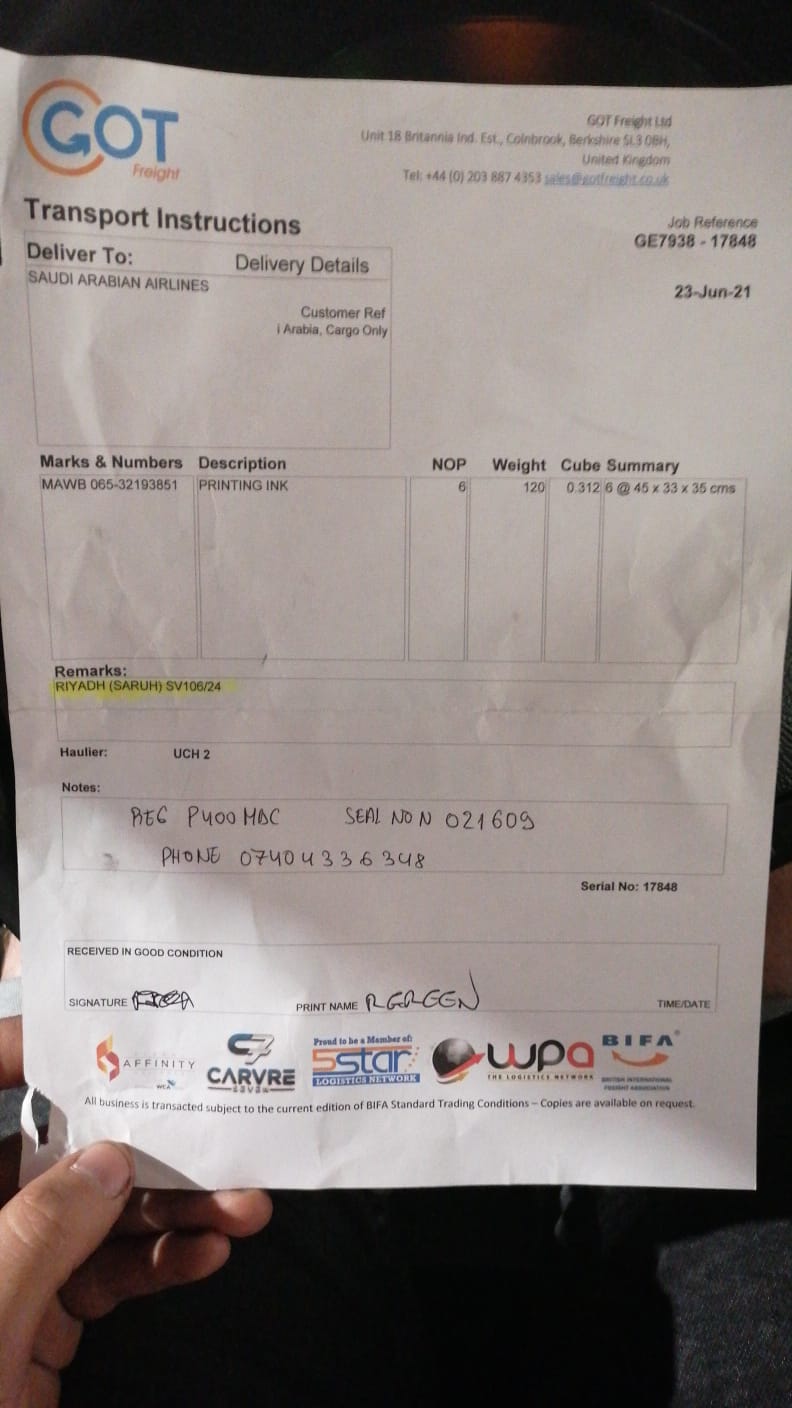 GOT
Freight
GOT Freight Ltd
Unit 18 Britannia Ind. Est., Colnbrook, Berkshire SL3 0BH,
United Kingdom
Tel: +44 (0) 203 887 4353 sales@gotfreight.co.uk
Transport Instructions
Job Reference
GE7938 - 17848
23-Jun-21
Deliver To: Delivery Details
SAUDI ARABIAN AIRLINES
Customer Ref
i Arabia, Cargo Only
Marks & Numbers Description NOP Weight Cube Summary
MAWB 065-32193851 PRINTING INK 6 120 0.312 6 @ 45 x 33 x 35 cms
Remarks:
RIYADH (SARUH) SV106/24
Haulier: UCH 2
Notes:
REG P400 MDC SEAL NO N 021609
PHONE 07404336348
Serial No: 17848
RECEIVED IN GOOD CONDITION
SIGNATURE PRINT NAME R GREEN TIME/DATE
AFFINITY
WCA
CARVRE
Proud to be a Member of:
5star
LOGISTICS NETWORK
wpa
THE LOGISTICS NETWORK
BIFA
BRITISH INTERNATIONAL
FREIGHT ASSOCIATION
All business is transacted subject to the current edition of BIFA Standard Trading Conditions – Copies are available on request.